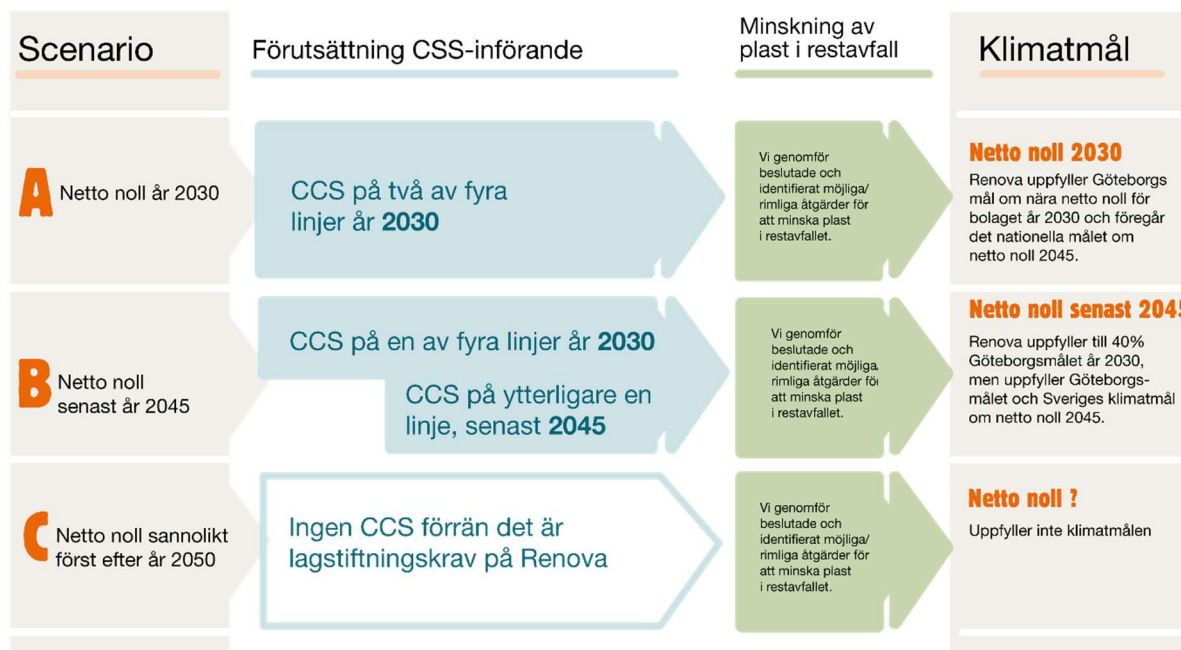 Scenario
Förutsättning CSS-införande
Minskning av
plast i restavfall
Klimatmål
A
Netto noll år 2030
CCS på två av fyra
linjer år 2030
Vi genomför
beslutade och
identifierat möjliga/
rimliga åtgärder för
att minska plast
i restavfallet.
Netto noll 2030
Renova uppfyller Göteborgs
mål om nära netto noll för
bolaget år 2030 och föregår
det nationella målet om
netto noll 2045.
B
Netto noll
senast år 2045
CCS på en av fyra linjer år 2030
CCS på ytterligare en
linje, senast 2045
Vi genomför
beslutade och
identifierat möjliga
rimliga åtgärder för
att minska plast
i restavfallet.
Netto noll senast 2045
Renova uppfyller till 40%
Göteborgsmålet år 2030,
men uppfyller Göteborgs-
målet och Sveriges klimatmål
om netto noll 2045.
C
Netto noll sannolikt
först efter år 2050
Ingen CCS förrän det är
lagstiftningskrav på Renova
Vi genomför
beslutade och
identifierat möjliga/
rimliga åtgärder för
att minska plast
i restavfallet.
Netto noll ?
Uppfyller inte klimatmålen